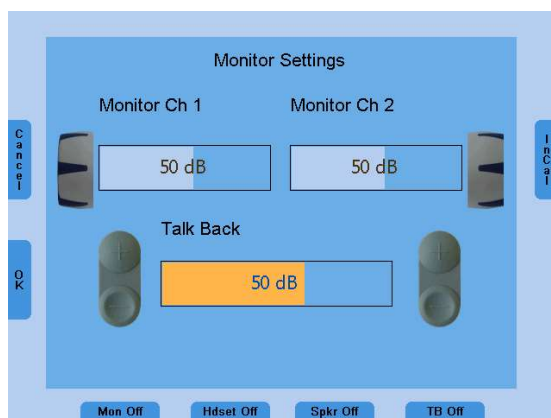 Monitor Settings
Monitor Ch 1
Monitor Ch 2
Cancel
InCal
50 dB
50 dB
Talk Back
OK
50 dB
Mon Off
Hdset Off
Spkr Off
TB Off